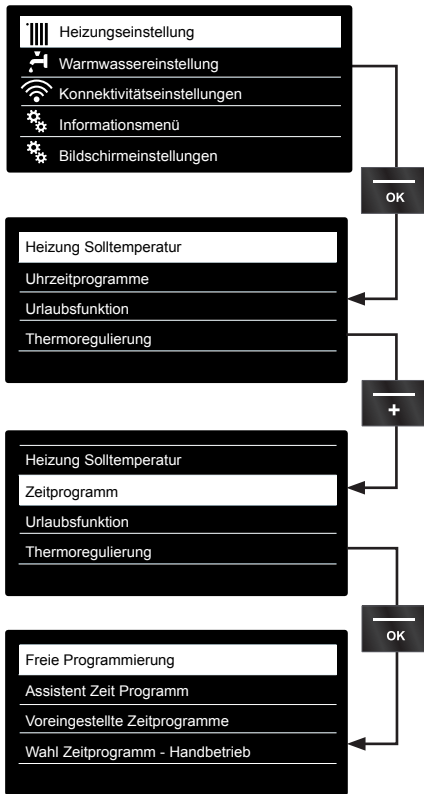 Heizungseinstellung
Warmwassereinstellung
Konnektivitätseinstellungen
Informationsmenü
Bildschirmeinstellungen
OK
Heizung Solltemperatur
Uhrzeitprogramme
Urlaubsfunktion
Thermoregulierung
+
Heizung Solltemperatur
Zeitprogramm
Urlaubsfunktion
Thermoregulierung
OK
Freie Programmierung
Assistent Zeit Programm
Voreingestellte Zeitprogramme
Wahl Zeitprogramm - Handbetrieb